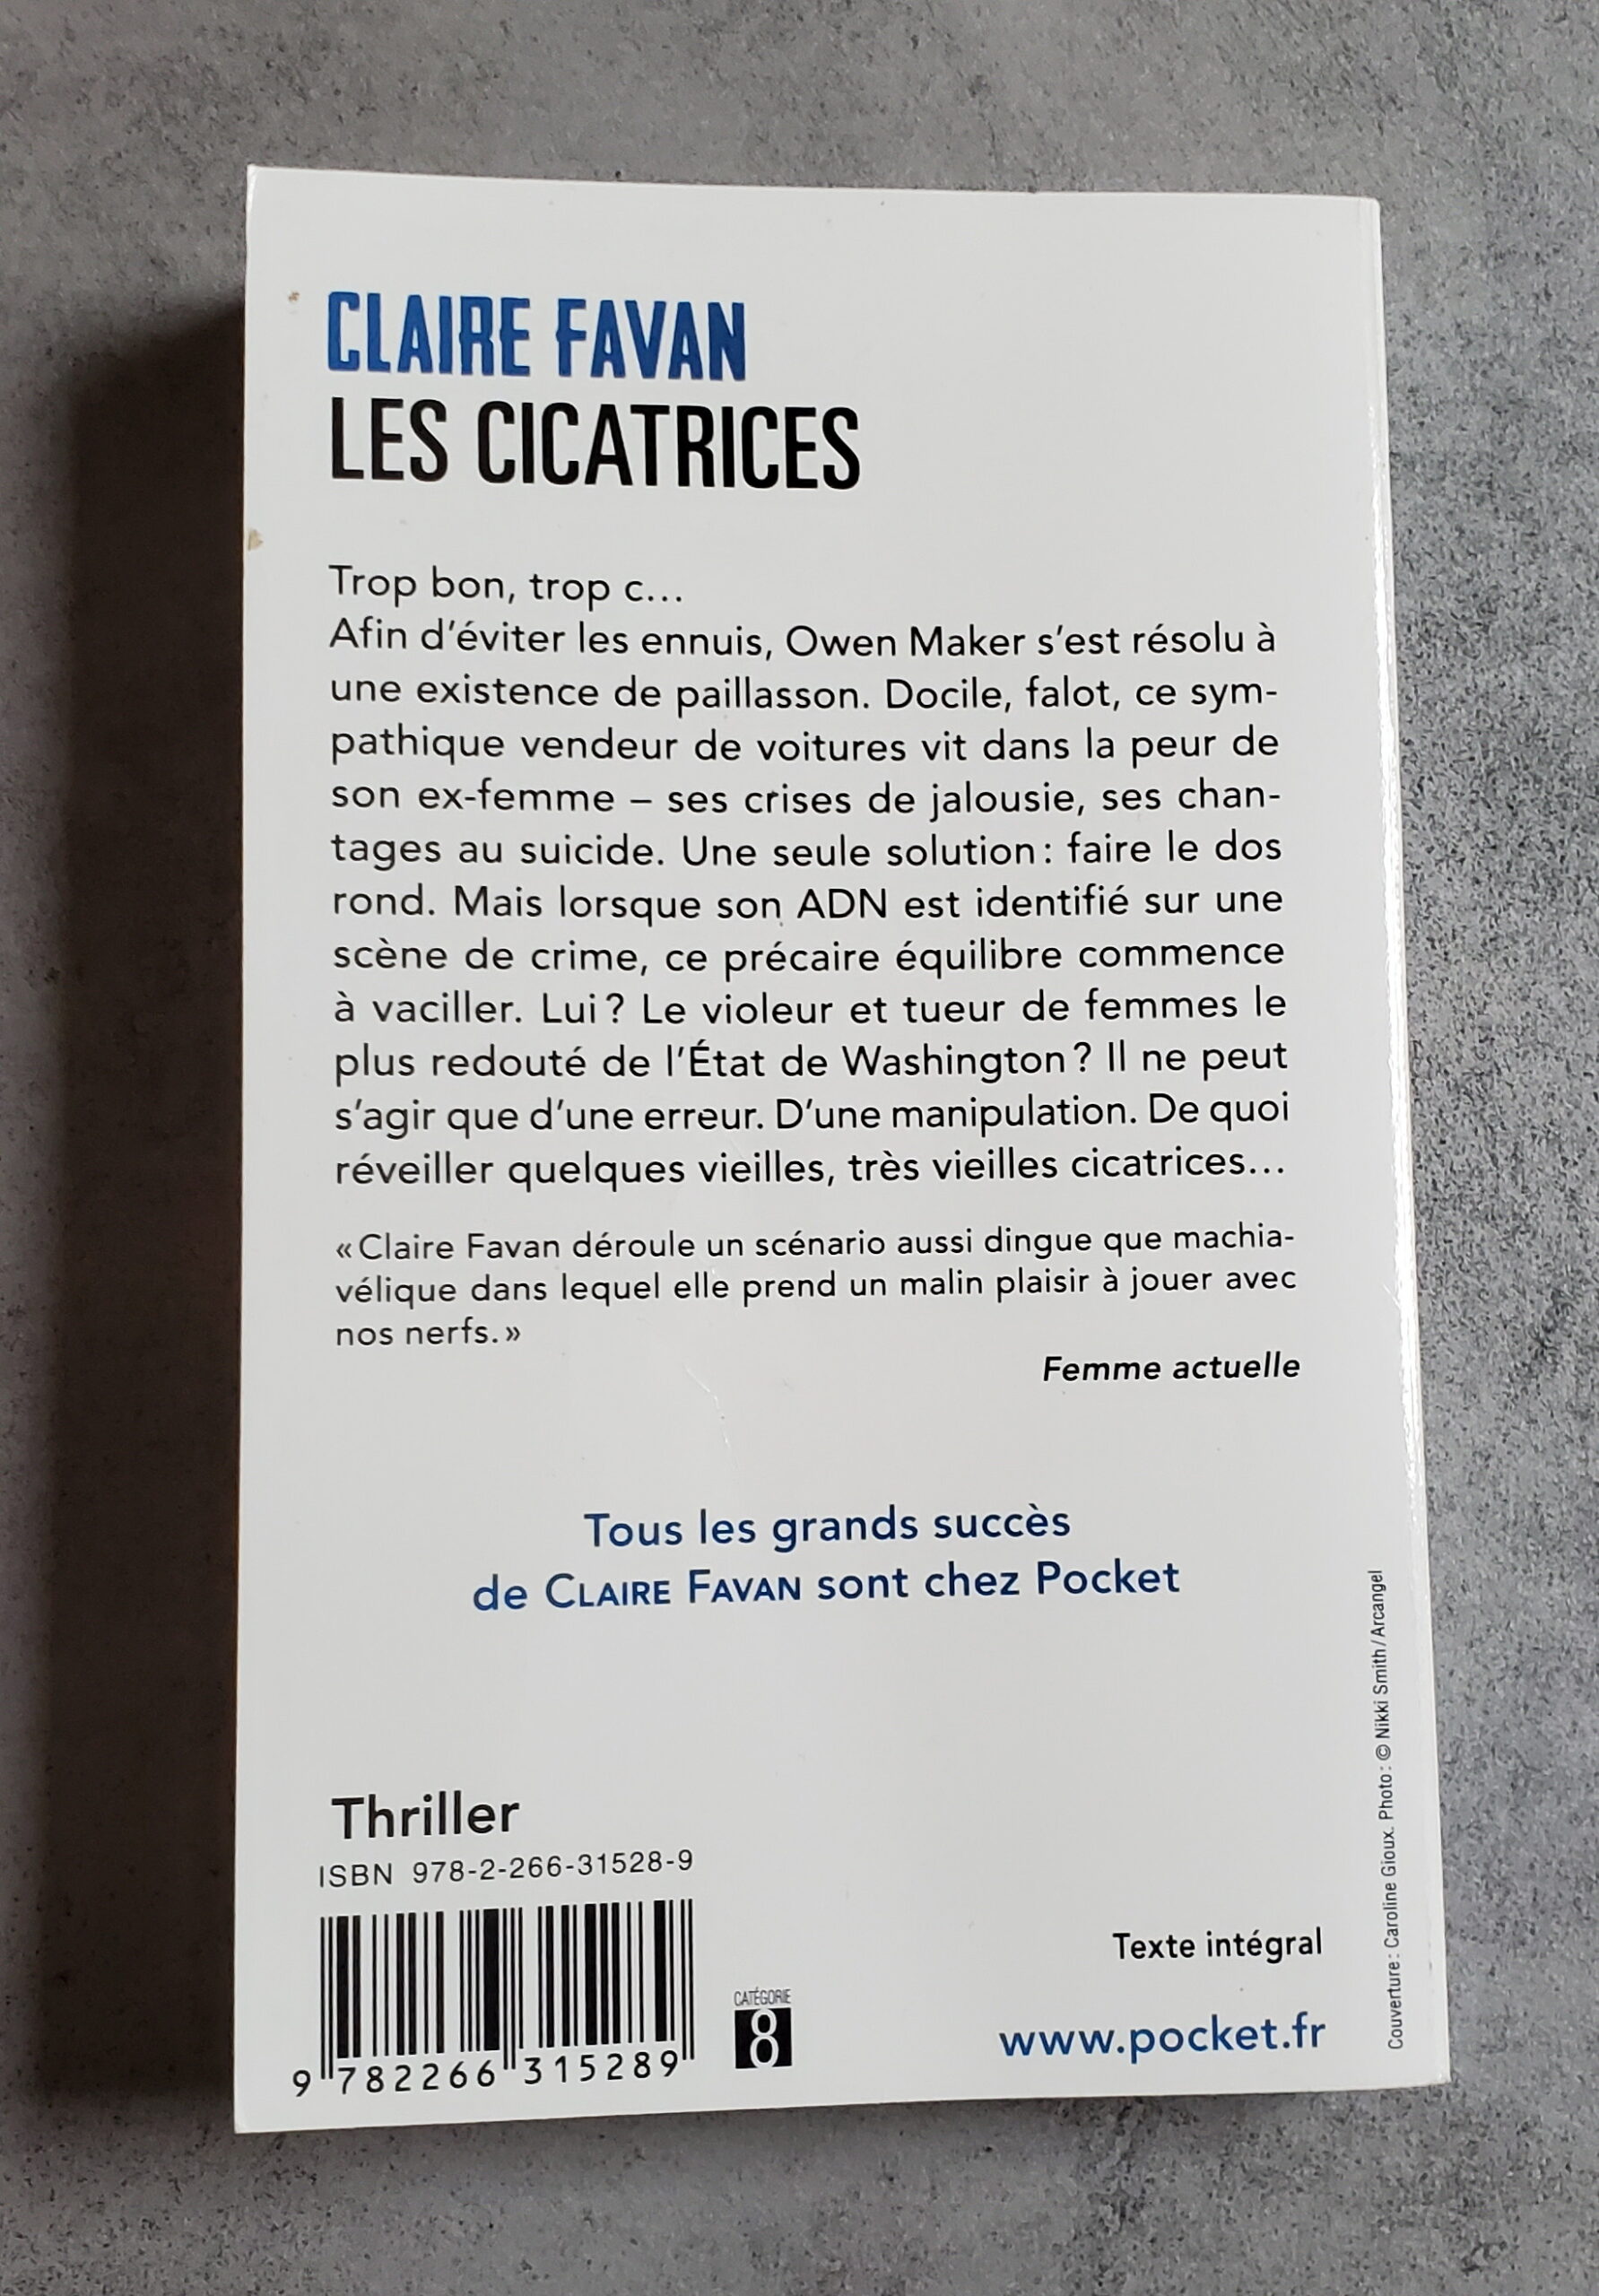 CLAIRE FAVAN
LES CICATRICES
Trop bon, trop c…
Afin d’éviter les ennuis, Owen Maker s’est résolu à
une existence de paillasson. Docile, falot, ce sym-
pathique vendeur de voitures vit dans la peur de
son ex-femme – ses crises de jalousie, ses chan-
tages au suicide. Une seule solution : faire le dos
rond. Mais lorsque son ADN est identifié sur une
scène de crime, ce précaire équilibre commence
à vaciller. Lui ? Le violeur et tueur de femmes le
plus redouté de l’État de Washington ? Il ne peut
s’agir que d’une erreur. D’une manipulation. De quoi
réveiller quelques vieilles, très vieilles cicatrices…
« Claire Favan déroule un scénario aussi dingue que machia-
vélique dans lequel elle prend un malin plaisir à jouer avec
nos nerfs. »
Femme actuelle
Tous les grands succès
de CLAIRE FAVAN sont chez Pocket
Thriller
ISBN 978-2-266-31528-9
9 782266 315289
CATÉGORIE
8
Texte intégral
www.pocket.fr
Couverture : Caroline Gioux. Photo : © Nikki Smith / Arcangel